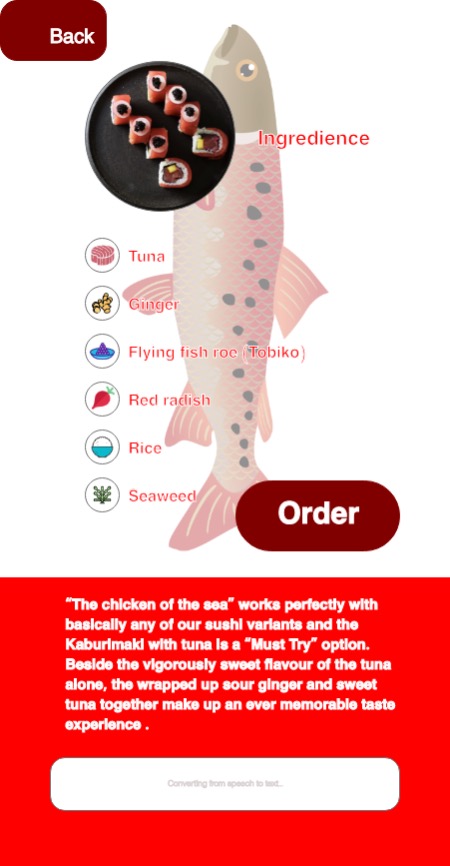 Back
Ingredience
Tuna
Ginger
Flying fish roe (Tobiko)
Red radish
Rice
Seaweed
Order
“The chicken of the sea” works perfectly with
basically any of our sushi variants and the
Kaburimaki with tuna is a “Must Try” option.
Beside the vigorously sweet flavour of the tuna
alone, the wrapped up sour ginger and sweet
tuna together make up an ever memorable taste
experience .
Converting from speech to text...